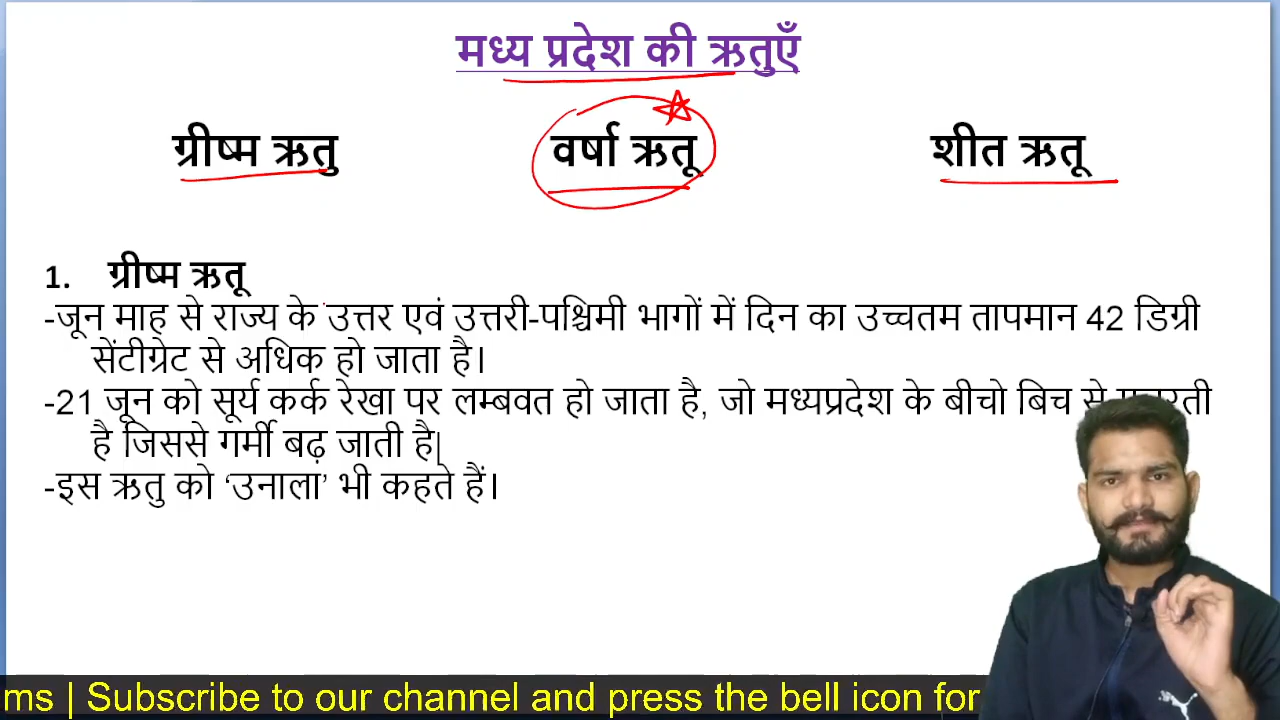 मध्य प्रदेश की ऋतुएँ
ग्रीष्म ऋतु वर्षा ऋतू शीत ऋतू
1. ग्रीष्म ऋतू
-जून माह से राज्य के उत्तर एवं उत्तरी-पश्चिमी भागों में दिन का उच्चतम तापमान 42 डिग्री
सेंटीग्रेट से अधिक हो जाता है।
-21 जून को सूर्य कर्क रेखा पर लम्बवत हो जाता है, जो मध्यप्रदेश के बीचो बिच से
है जिससे गर्मी बढ़ जाती है|
-इस ऋतु को ‘उनाला’ भी कहते हैं।
ms | Subscribe to our channel and press the bell icon for